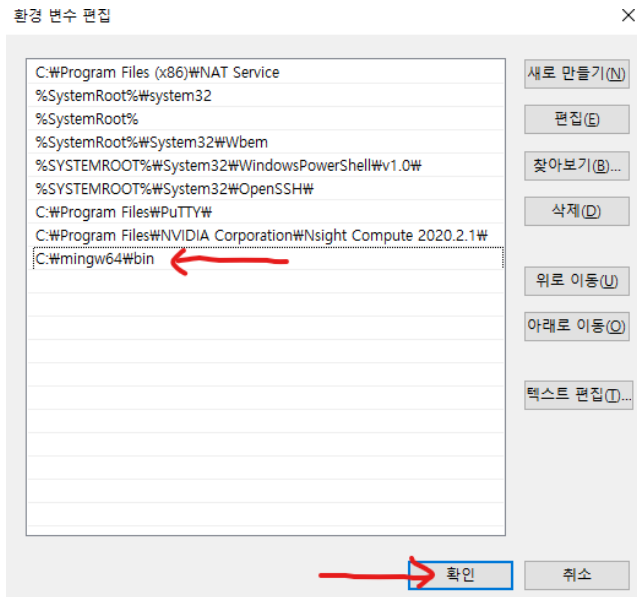 환경 변수 편집
C:₩Program Files (x86)₩NAT Service
%SystemRoot%₩system32
%SystemRoot%
%SystemRoot%₩System32₩Wbem
%SYSTEMROOT%₩System32₩WindowsPowerShell₩v1.0₩
%SYSTEMROOT%₩System32₩OpenSSH₩
C:₩Program Files₩PuTTY₩
C:₩Program Files₩NVIDIA Corporation₩Nsight Compute 2020.2.1₩
C:₩mingw64₩bin
새로 만들기(N)
편집(E)
찾아보기(B)...
삭제(D)
위로 이동(U)
아래로 이동(O)
텍스트 편집(T)...
확인
취소